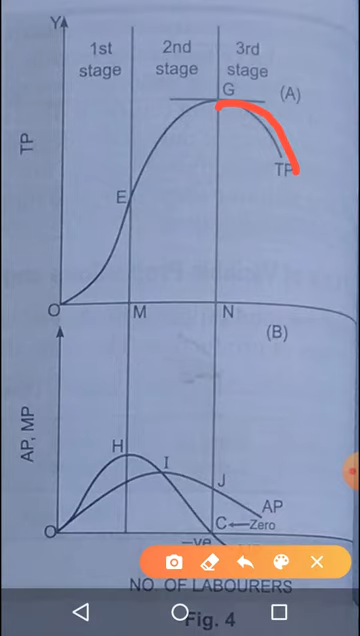 Y
1st stage
2nd stage
3rd stage
G
(A)
TP
TP
E
O
M
N
(B)
AP, MP
H
I
J
AP
C
Zero
O
–ve
NO. OF LABOURERS
Fig. 4